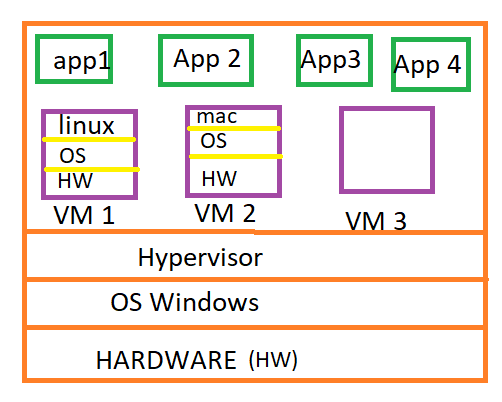 app1
App 2
App3
App 4
linux
OS
HW
VM 1
mac
OS
HW
VM 2
VM 3
Hypervisor
OS Windows
HARDWARE (HW)